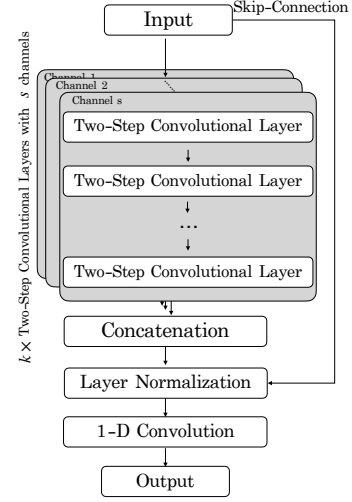 Skip-Connection
Input
k × Two-Step Convolutional Layers with s channels
Channel 1
Channel 2
Channel s
Two-Step Convolutional Layer
Two-Step Convolutional Layer
...
Two-Step Convolutional Layer
Concatenation
Layer Normalization
1-D Convolution
Output